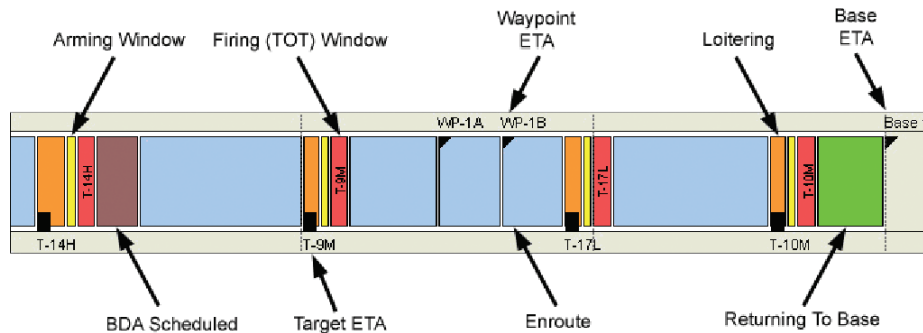 Arming Window
Firing (TOT) Window
Waypoint
ETA
Loitering
Base
ETA
WP-1A
WP-1B
Base
T-14H
T-9M
T-17L
T-10M
T-14H
T-9M
T-17L
T-10M
BDA Scheduled
Target ETA
Enroute
Returning To Base